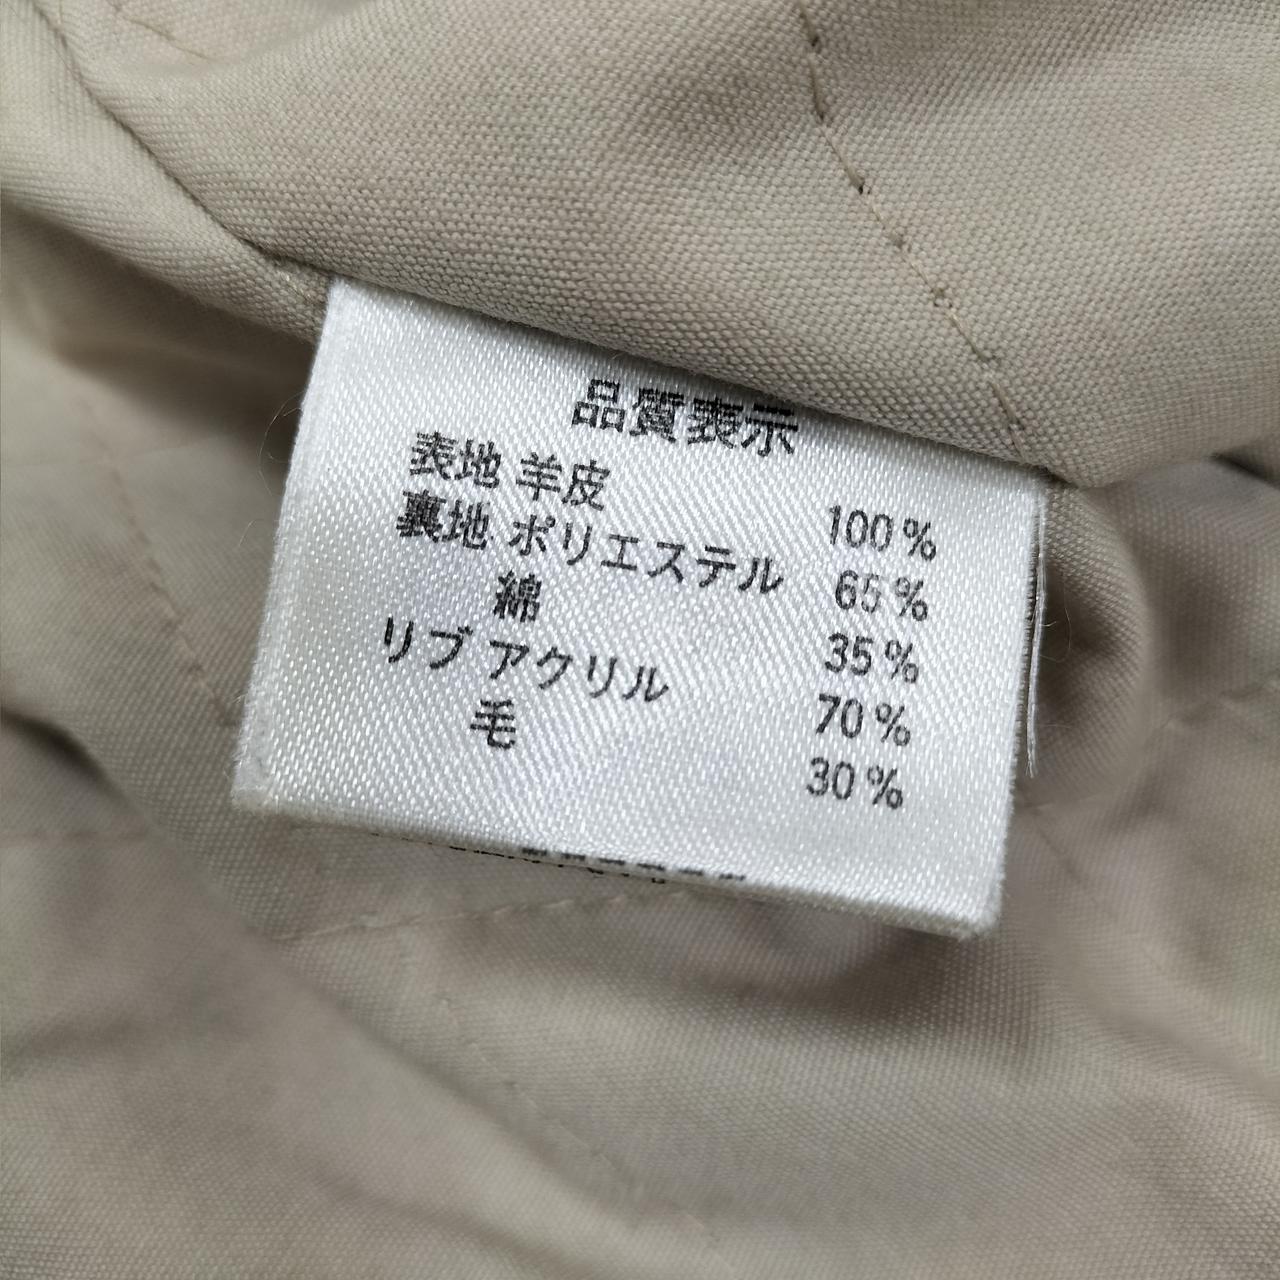 品質表示
表地 羊皮 100%
裏地 ポリエステル 65%
綿 35%
リブ アクリル 70%
毛 30%